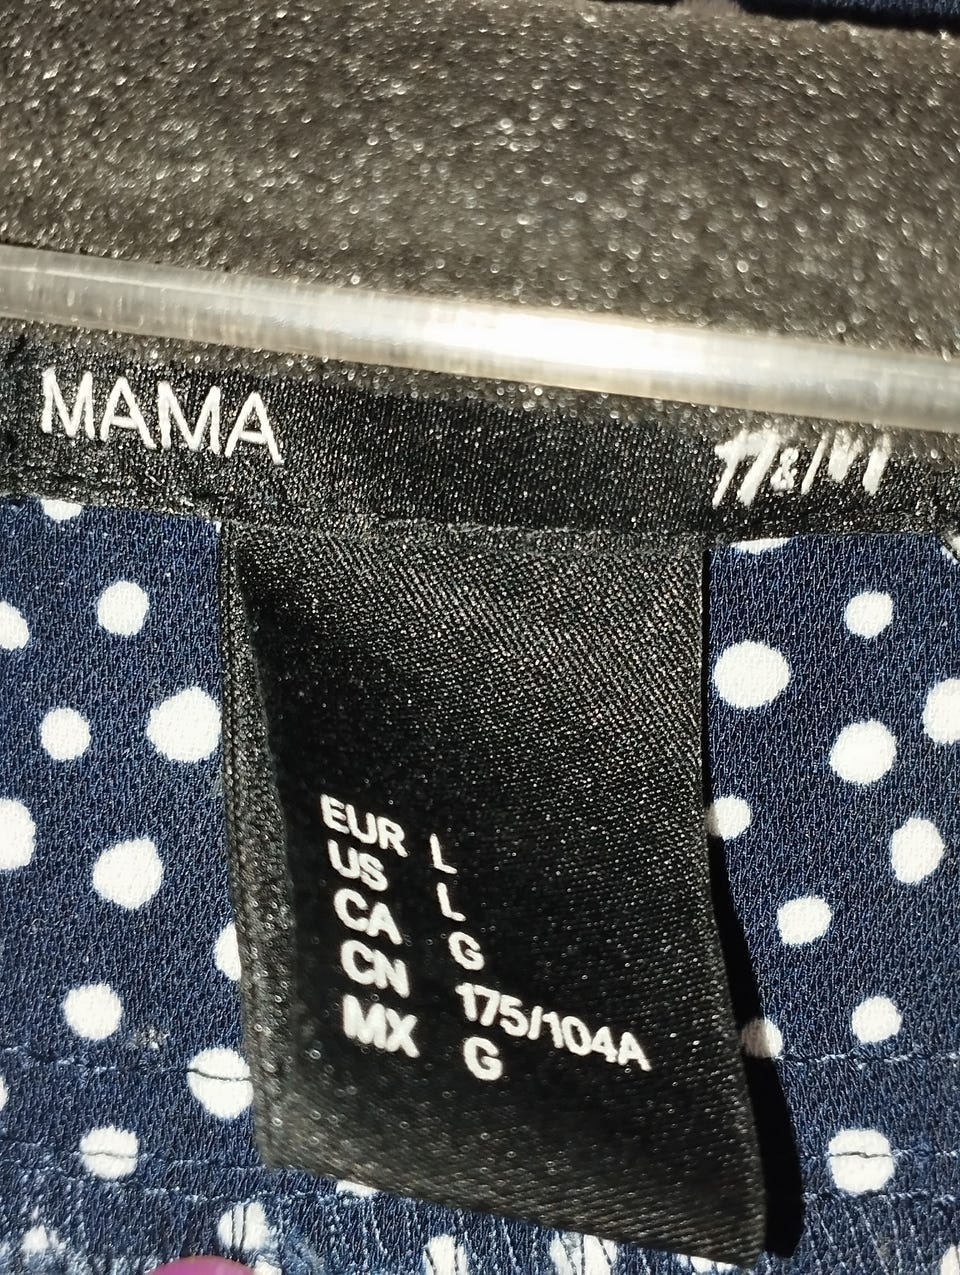 MAMA H&M
EUR L
US L
CA G
CN 175/104A
MX G